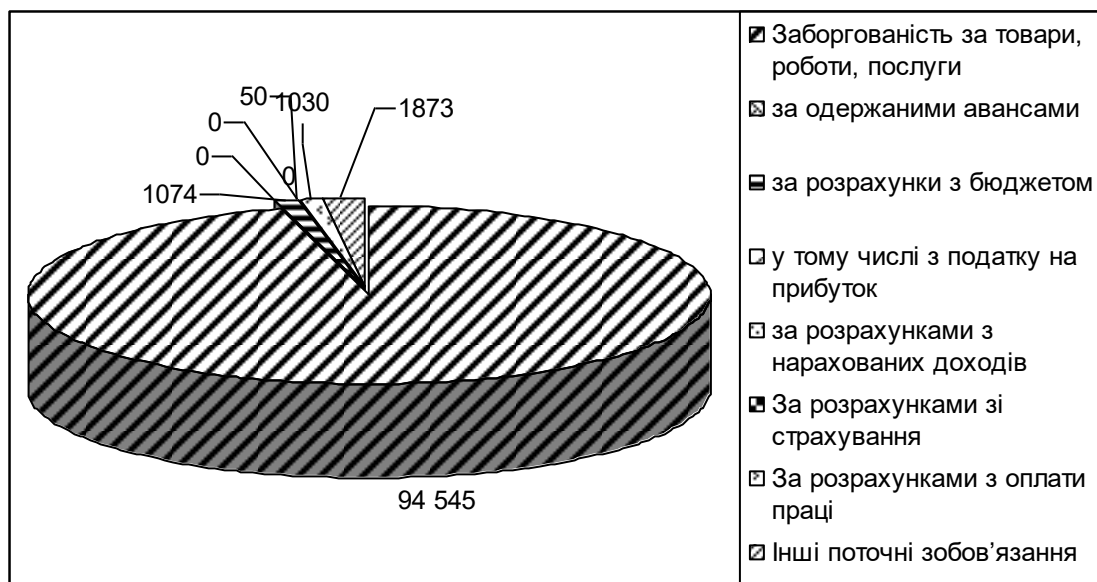 50
1030
1873
0
0
0
1074
94 545
Заборгованість за товари,
роботи, послуги
за одержаними авансами
за розрахунки з бюджетом
у тому числі з податку на
прибуток
за розрахунками з
нарахованих доходів
За розрахунками зі
страхування
За розрахунками з оплати
праці
Інші поточні зобов’язання